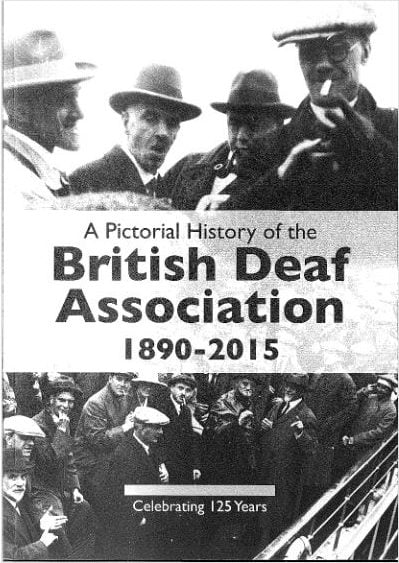 A Pictorial History of the
British Deaf
Association
1890-2015
Celebrating 125 Years